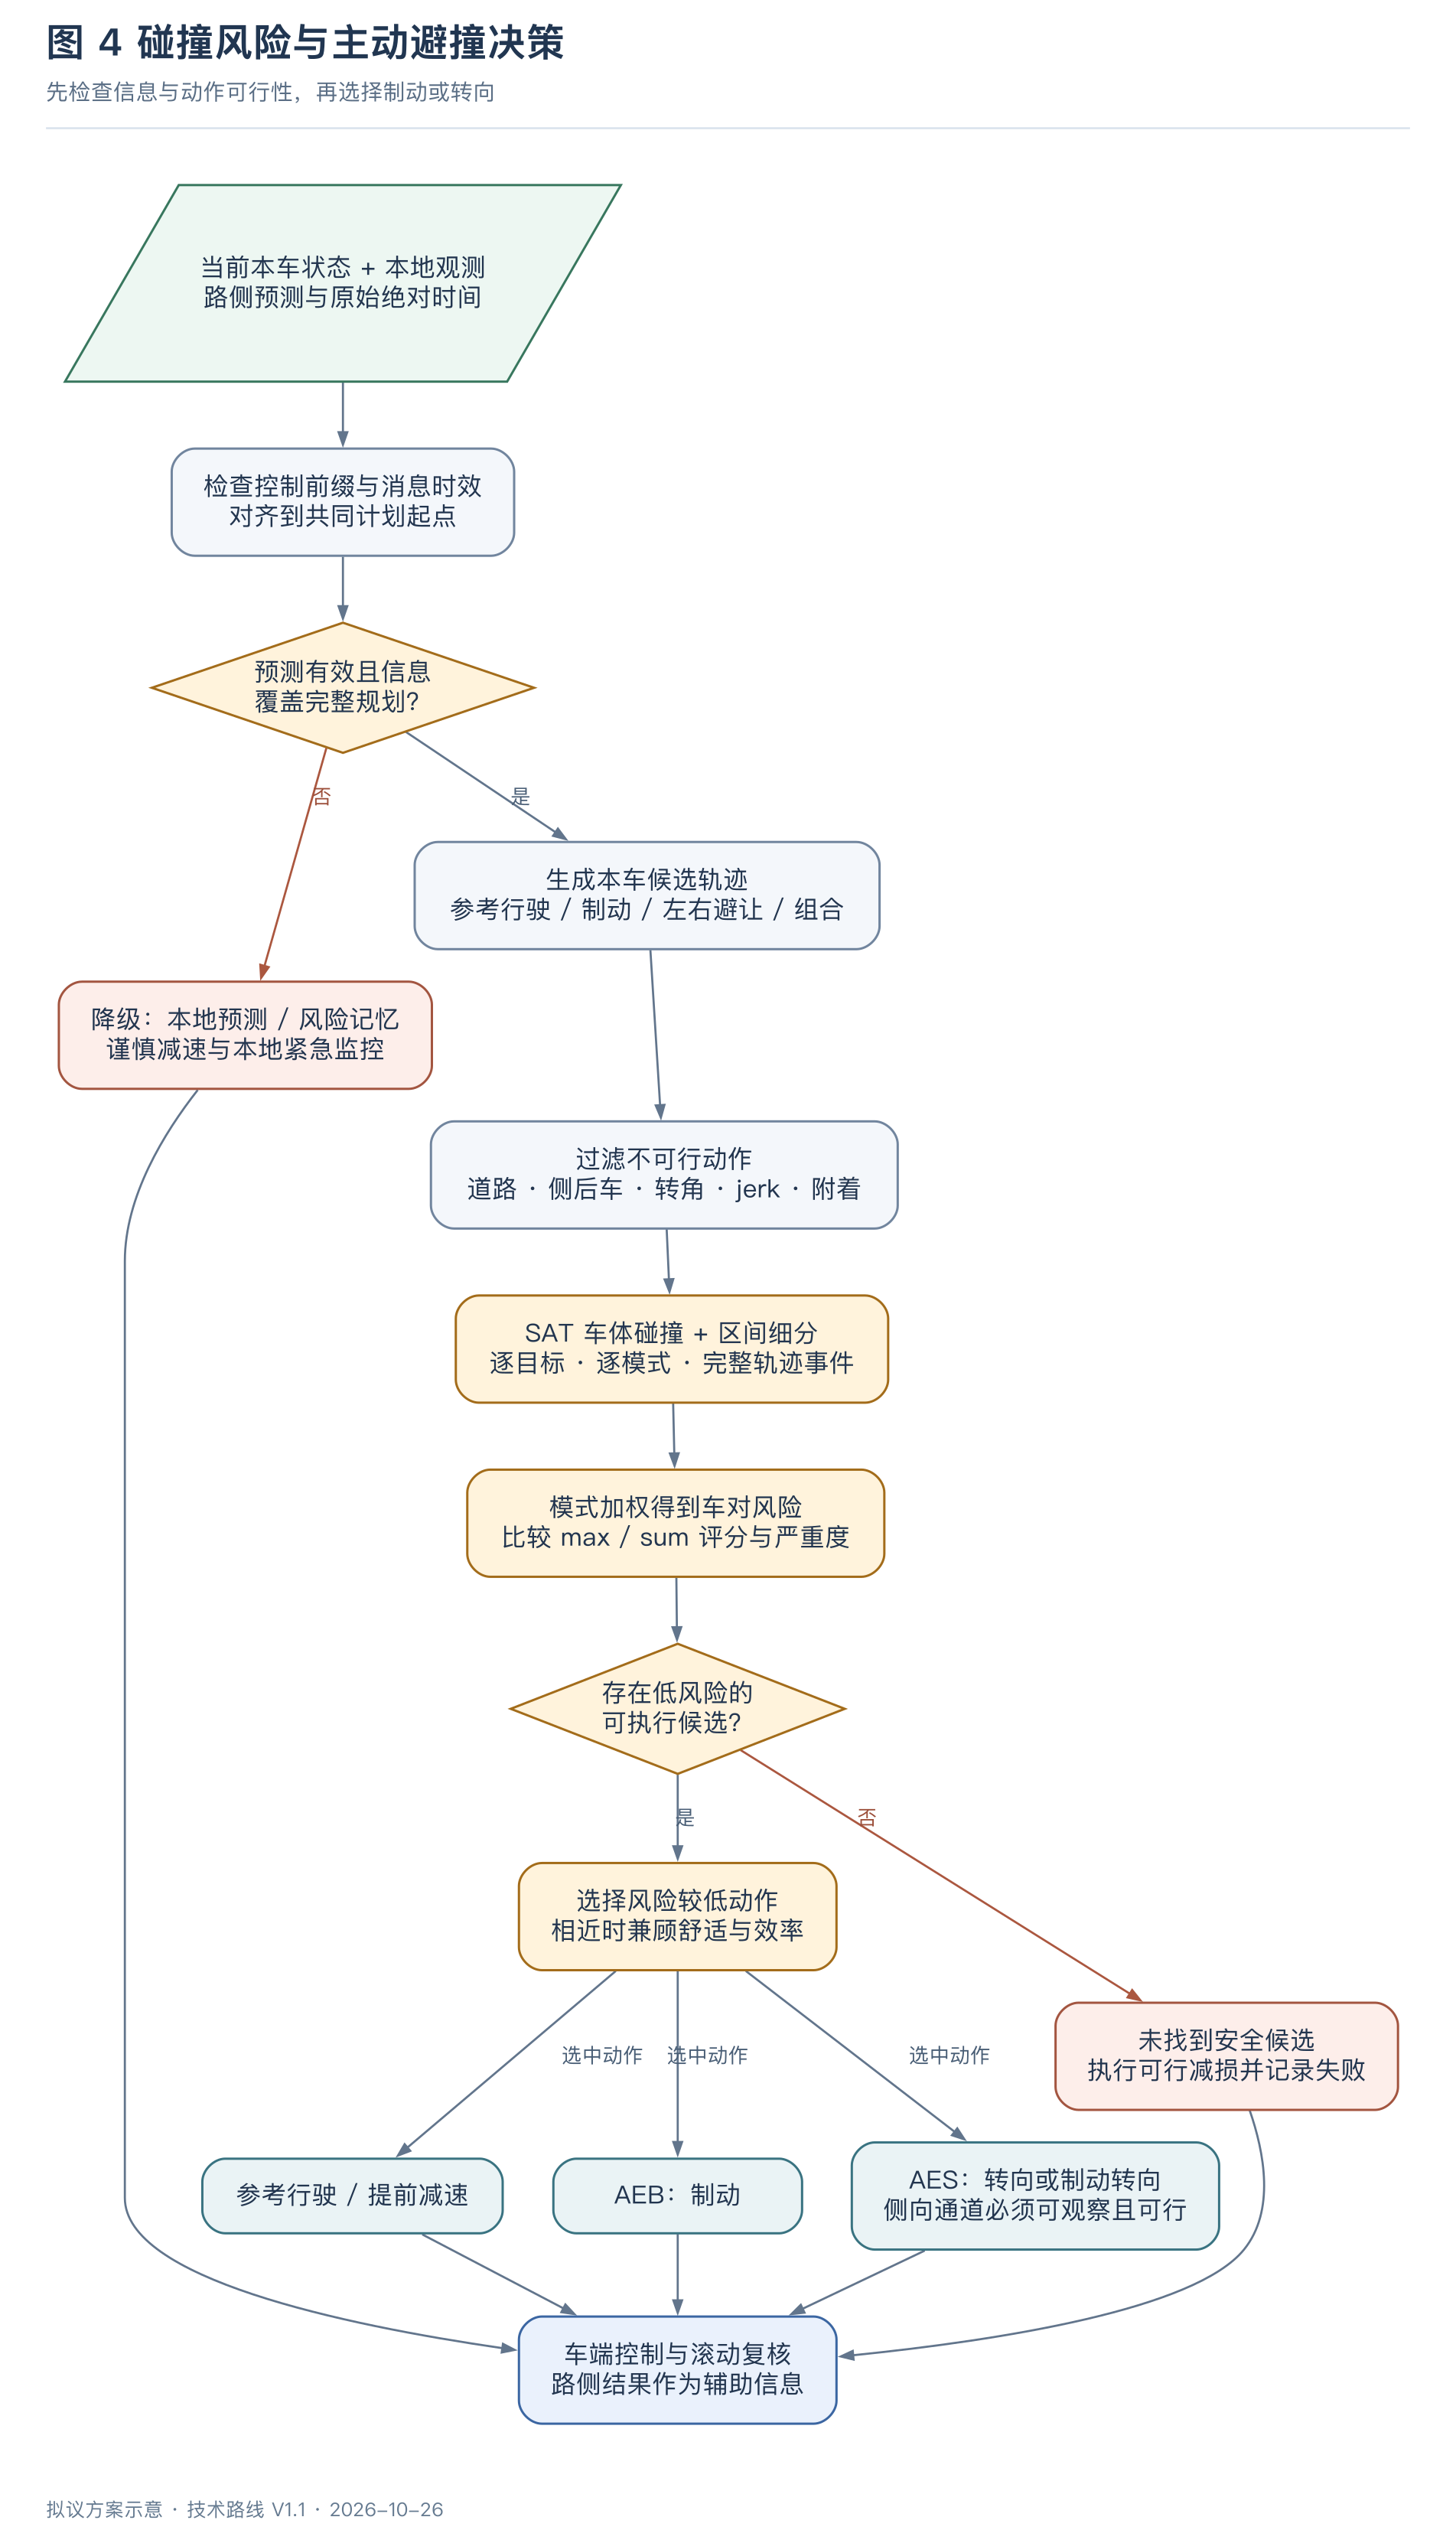 图 4 碰撞风险与主动避撞决策
先检查信息与动作可行性，再选择制动或转向
当前本车状态 + 本地观测
路侧预测与原始绝对时间
检查控制前缀与消息时效
对齐到共同计划起点
预测有效且信息
覆盖完整规划?
否
是
生成本车候选轨迹
参考行驶 / 制动 / 左右避让 / 组合
降级：本地预测 / 风险记忆
谨慎减速与本地紧急监控
过滤不可行动作
道路 · 侧后车 · 转角 · jerk · 附着
SAT 车体碰撞 + 区间细分
逐目标 · 逐模式 · 完整轨迹事件
模式加权得到车对风险
比较 max / sum 评分与严重度
存在低风险的
可执行候选?
是
否
选择风险较低动作
相近时兼顾舒适与效率
未找到安全候选
执行可行减损并记录失败
选中动作
选中动作
选中动作
参考行驶 / 提前减速
AEB：制动
AES：转向或制动转向
侧向通道必须可观察且可行
车端控制与滚动复核
路侧结果作为辅助信息
拟议方案示意 · 技术路线 V1.1 · 2026-10-26